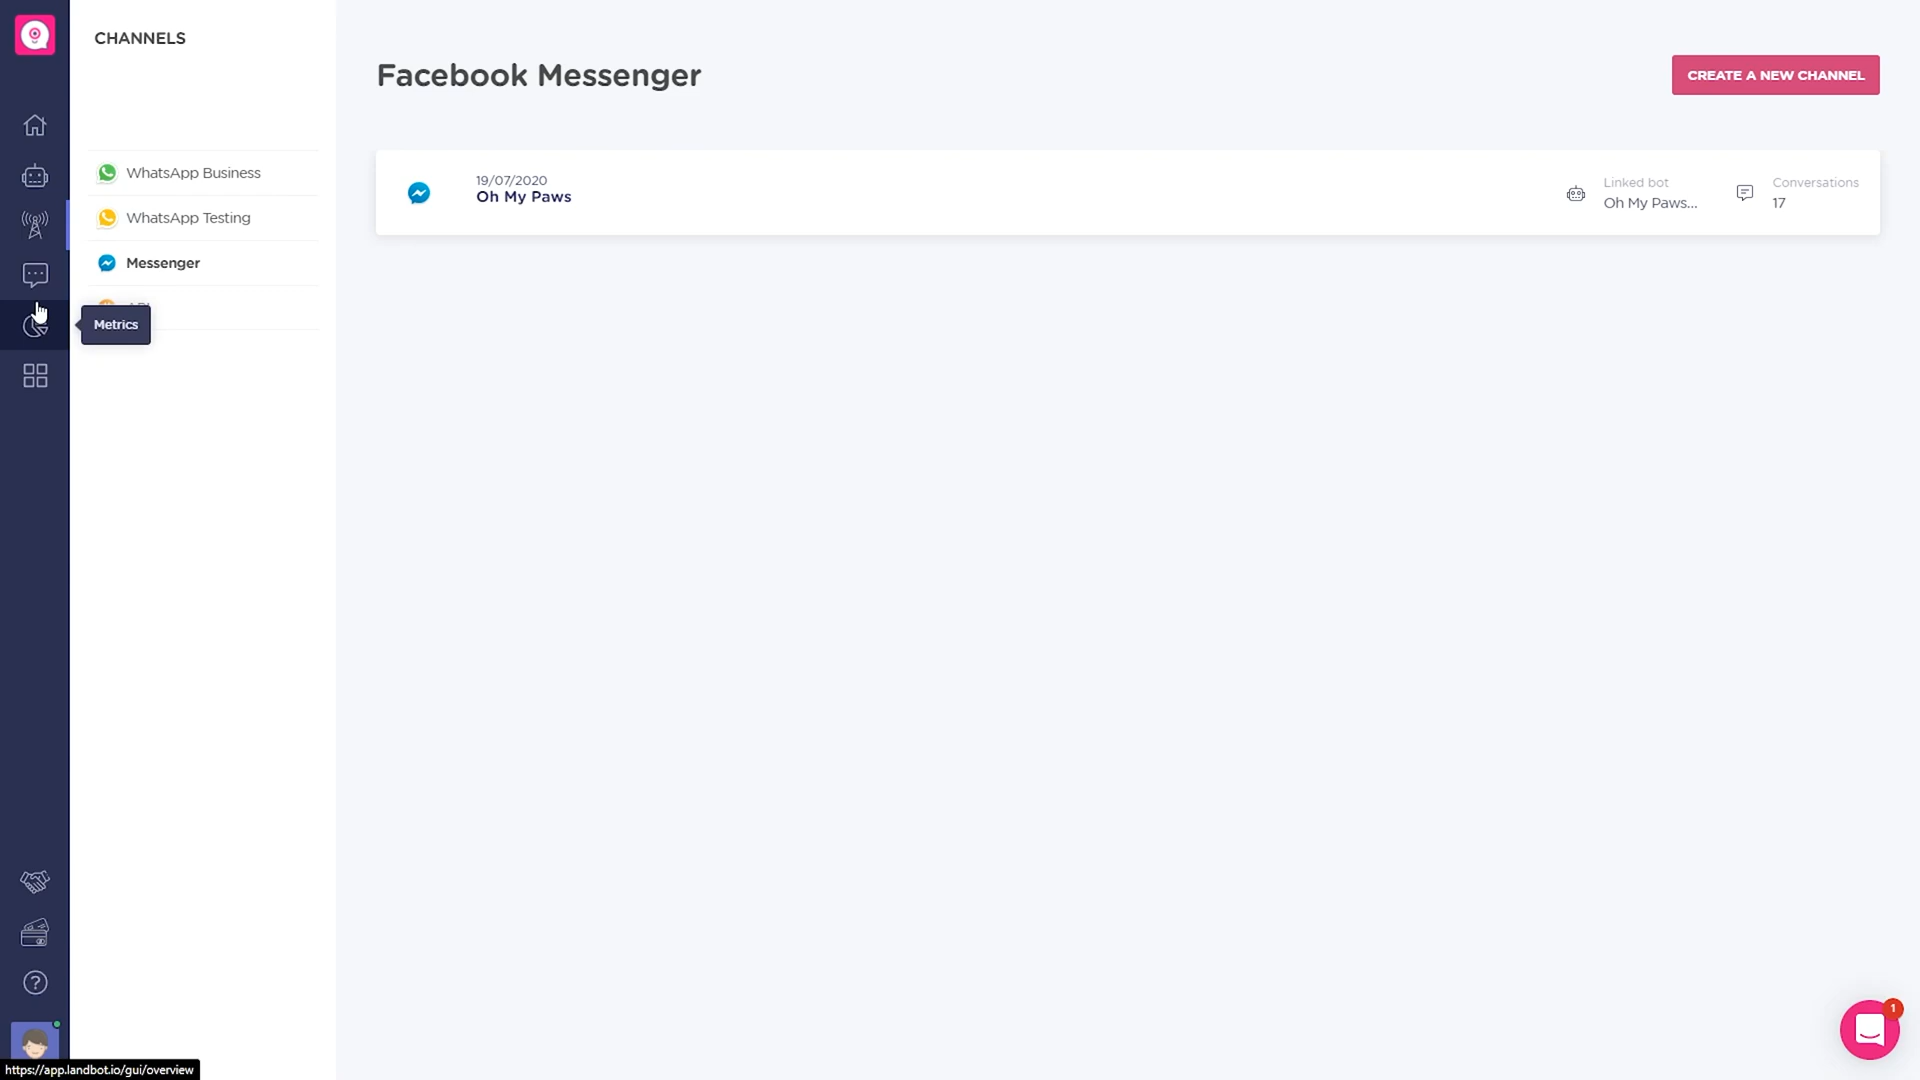 CHANNELS
Facebook Messenger
CREATE A NEW CHANNEL
WhatsApp Business
WhatsApp Testing
Messenger
Metrics
19/07/2020
Oh My Paws
Linked bot
Oh My Paws...
Conversations
17
1
https://app.landbot.io/gui/overview